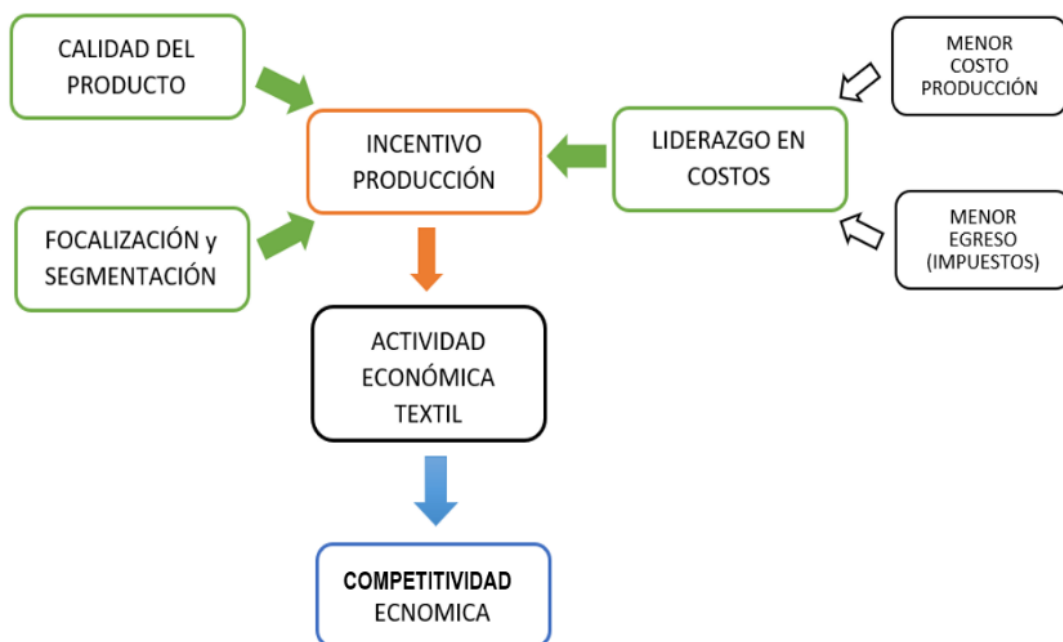 CALIDAD DEL
PRODUCTO
MENOR
COSTO
PRODUCCIÓN
INCENTIVO
PRODUCCIÓN
LIDERAZGO EN
COSTOS
FOCALIZACIÓN y
SEGMENTACIÓN
MENOR
EGRESO
(IMPUESTOS)
ACTIVIDAD
ECONÓMICA
TEXTIL
COMPETITIVIDAD
ECNOMICA